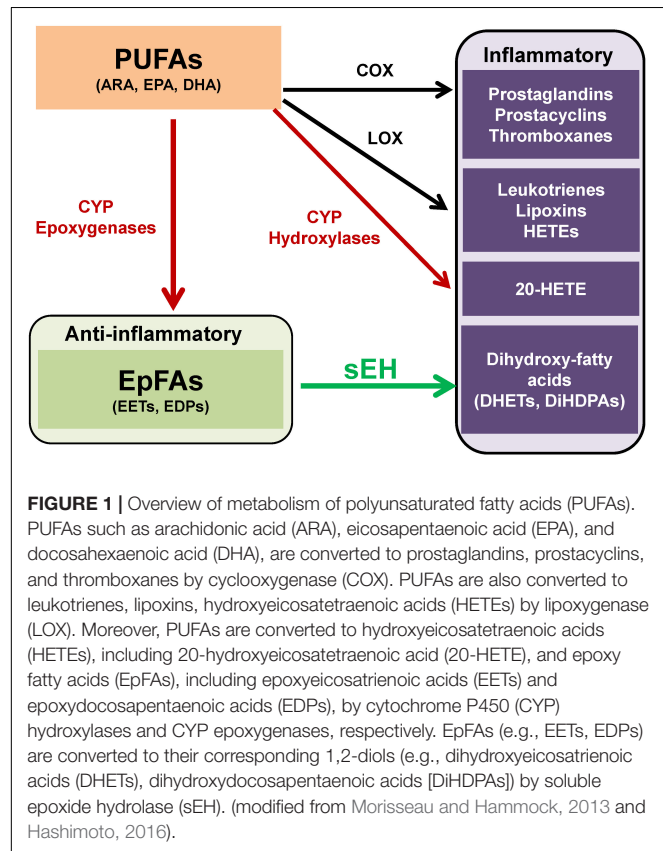 PUFAs
(ARA, EPA, DHA)
COX
LOX
CYP
Epoxygenases
CYP
Hydroxylases
Inflammatory
Prostaglandins
Prostacyclins
Thromboxanes
Leukotrienes
Lipoxins
HETEs
20-HETE
Dihydroxy-fatty
acids
(DHETs, DiHDPAs)
Anti-inflammatory
EpFAs
(EETs, EDPs)
sEH
FIGURE 1 | Overview of metabolism of polyunsaturated fatty acids (PUFAs).
PUFAs such as arachidonic acid (ARA), eicosapentaenoic acid (EPA), and
docosahexaenoic acid (DHA), are converted to prostaglandins, prostacyclins,
and thromboxanes by cyclooxygenase (COX). PUFAs are also converted to
leukotrienes, lipoxins, hydroxyeicosatetraenoic acids (HETEs) by lipoxygenase
(LOX). Moreover, PUFAs are converted to hydroxyeicosatetraenoic acids
(HETEs), including 20-hydroxyeicosatetraenoic acid (20-HETE), and epoxy
fatty acids (EpFAs), including epoxyeicosatrienoic acids (EETs) and
epoxydocosapentaenoic acids (EDPs), by cytochrome P450 (CYP)
hydroxylases and CYP epoxygenases, respectively. EpFAs (e.g., EETs, EDPs)
are converted to their corresponding 1,2-diols (e.g., dihydroxyeicosatrienoic
acids (DHETs), dihydroxydocosapentaenoic acids [DiHDPAs]) by soluble
epoxide hydrolase (sEH). (modified from Morisseau and Hammock, 2013 and
Hashimoto, 2016).